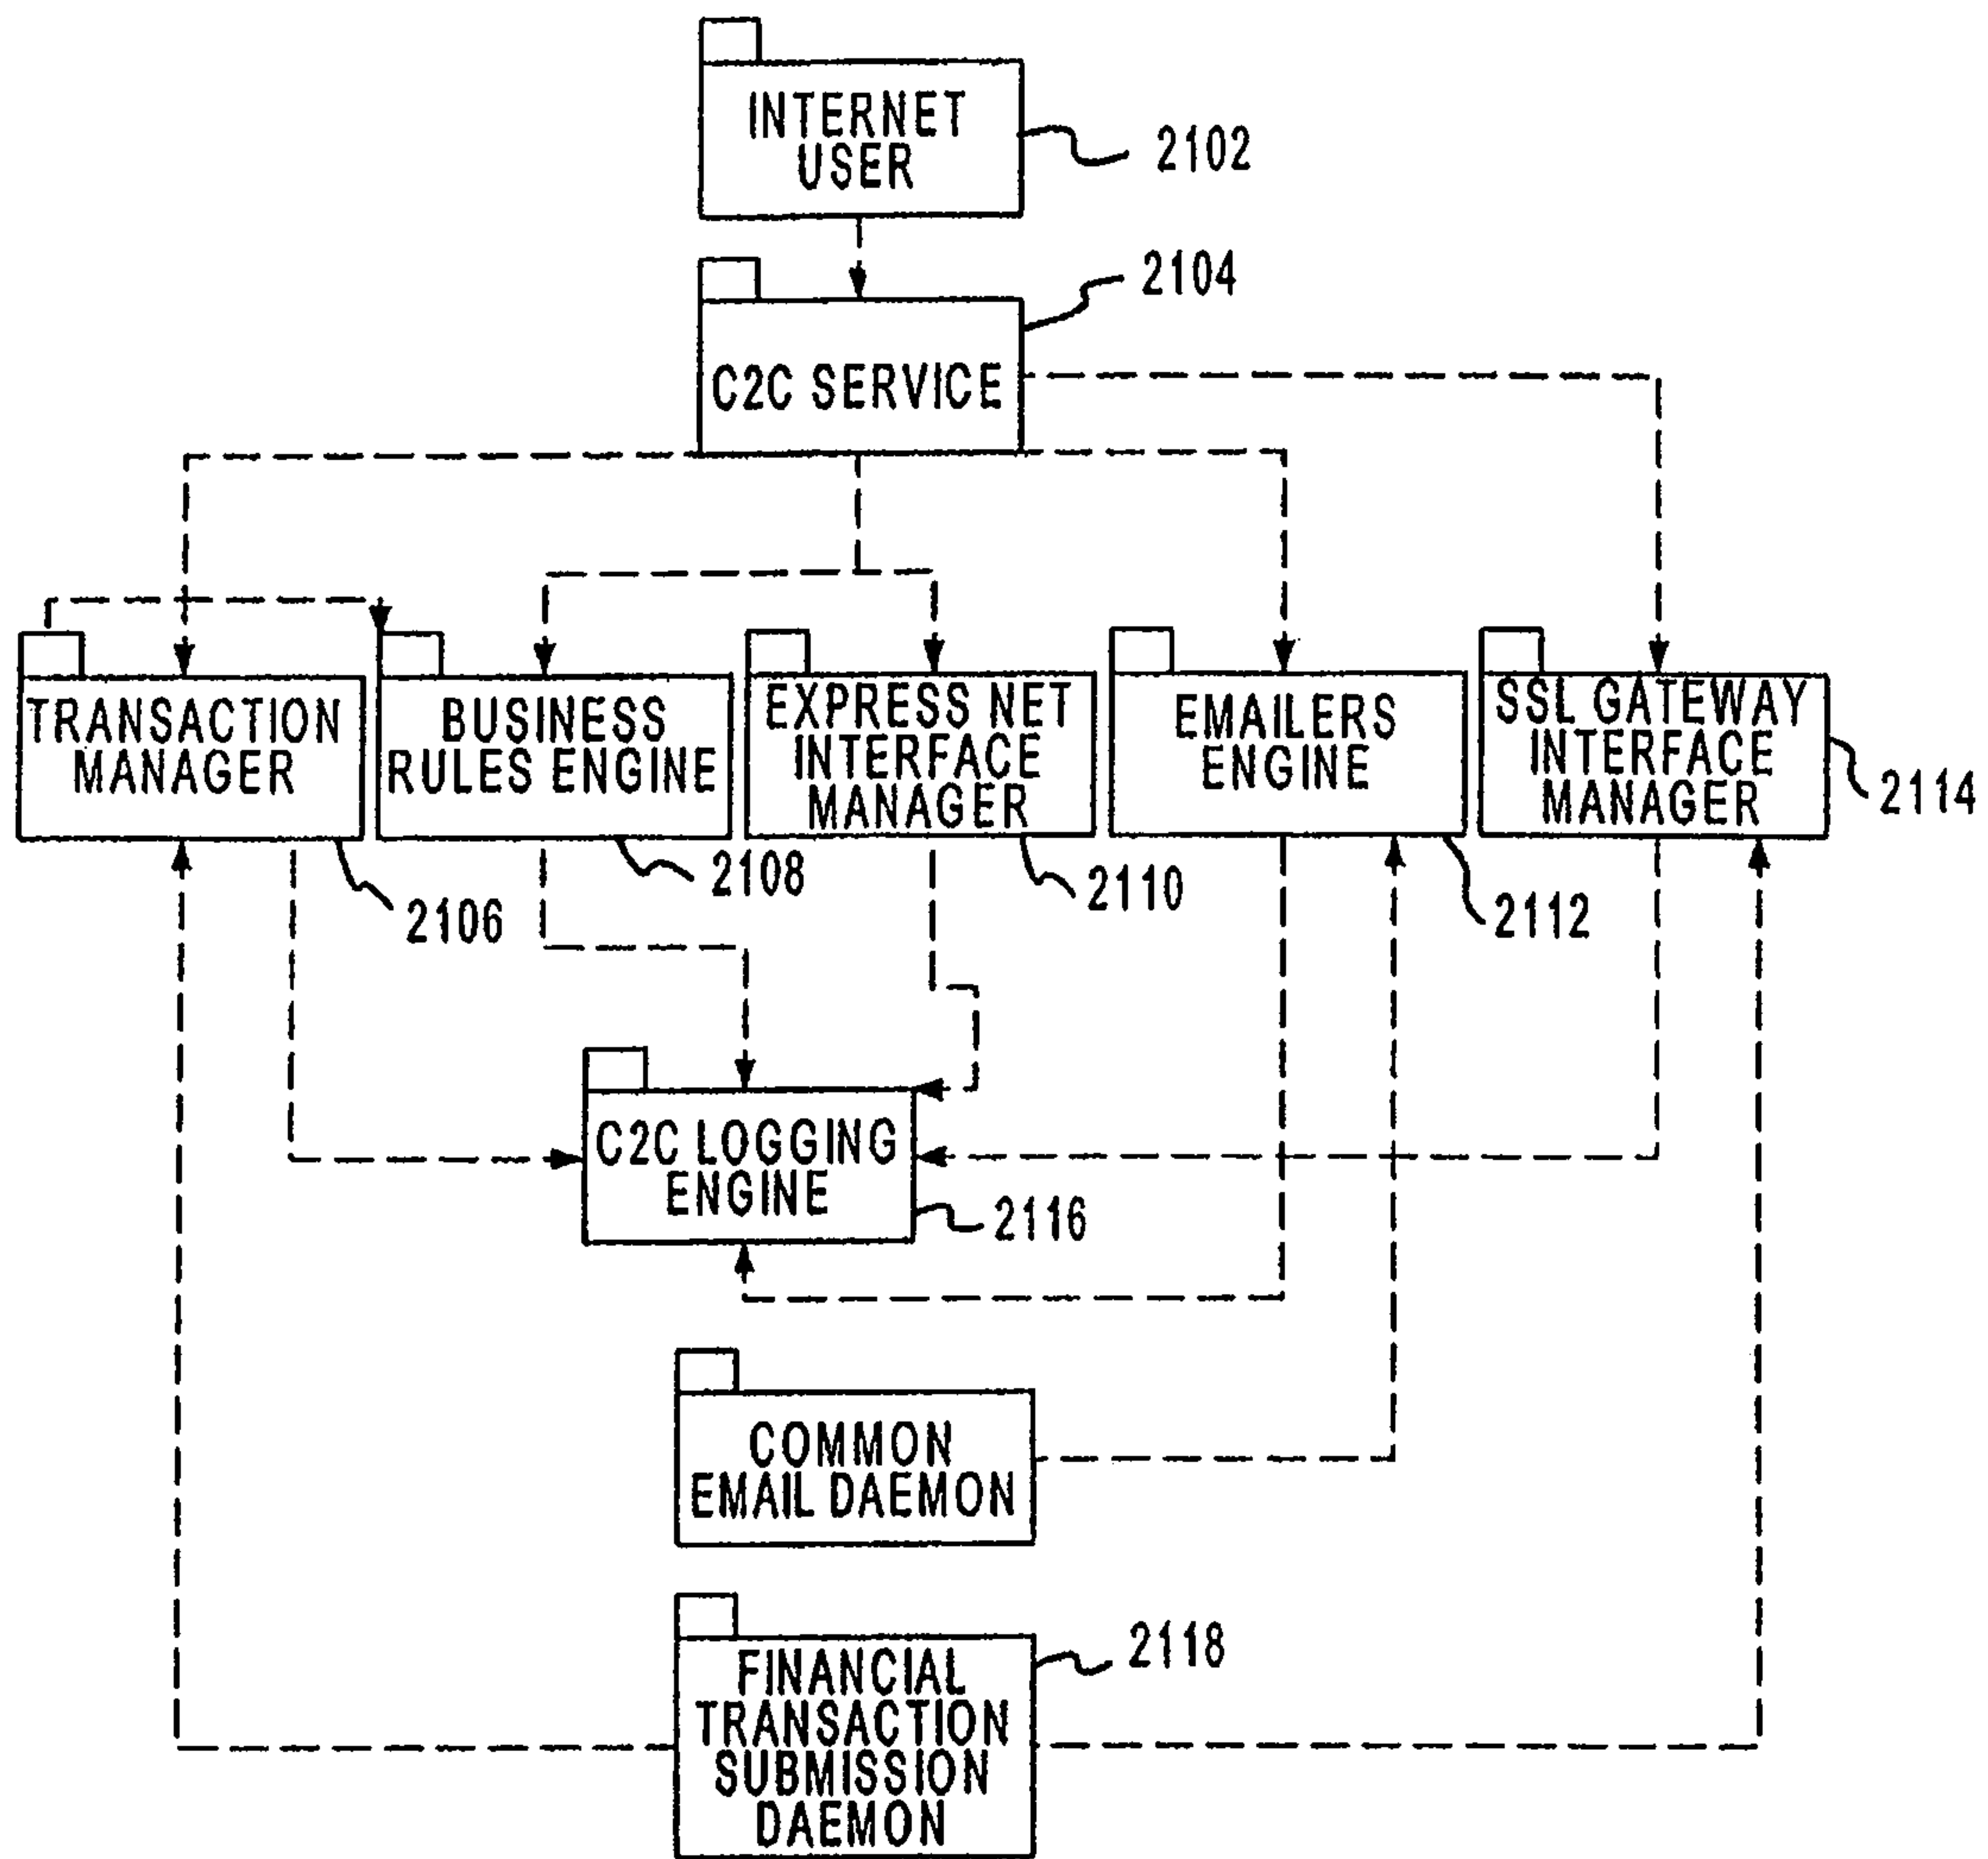 INTERNET
USER
2102
2104
C2C SERVICE
TRANSACTION
MANAGER
BUSINESS
RULES ENGINE
EXPRESS NET
INTERFACE
MANAGER
EMAILERS
ENGINE
SSL GATEWAY
INTERFACE
MANAGER
2114
2106
2108
2110
2112
C2C LOGGING
ENGINE
2116
COMMON
EMAIL DAEMON
2118
FINANCIAL
TRANSACTION
SUBMISSION
DAEMON